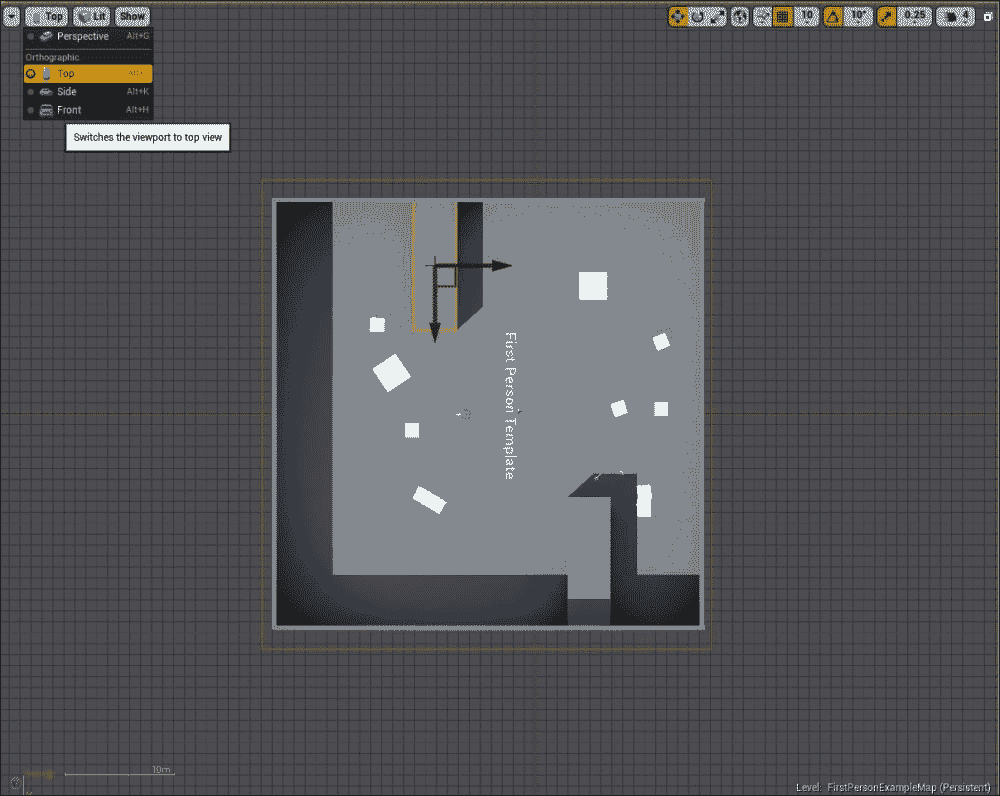 Top Lit Show 10 10° 0.25 4
Perspective Alt+G
Orthographic
Top
Side Alt+K
Front Alt+H
Switches the viewport to top view
First Person Template
10m
Level: FirstPersonExampleMap (Persistent)